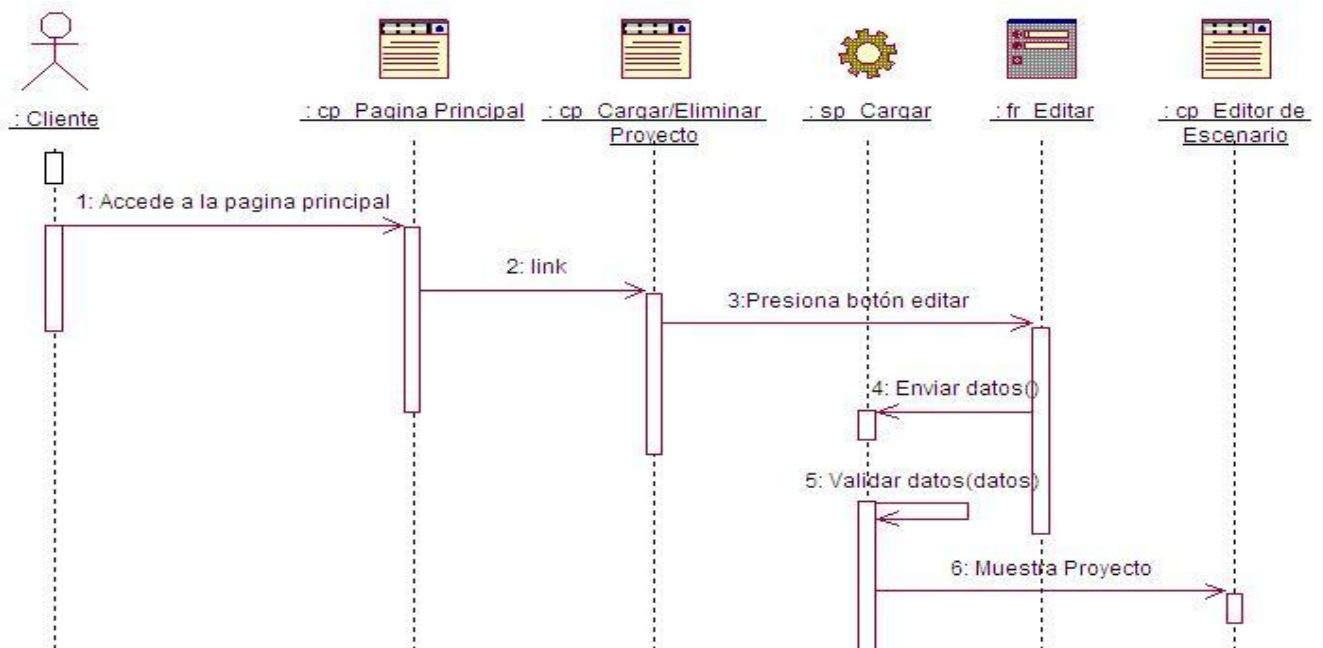 : Cliente
: cp_Pagina Principal
: cp_Cargar/Eliminar
Proyecto
: sp_Cargar
: fr_Editar
: cp_Editor de
Escenario
1: Accede a la pagina principal
2: link
3:Presiona botón editar
4: Enviar datos()
5: Validar datos(datos)
6: Muestra Proyecto